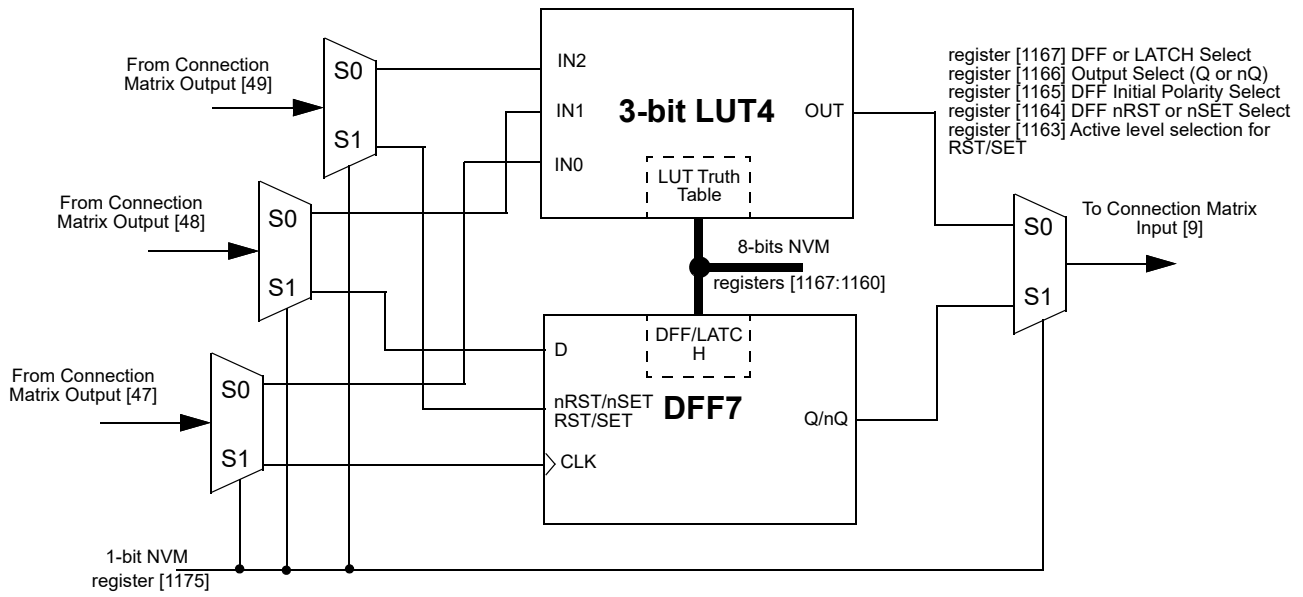 From Connection
Matrix Output [49]
S0
S1
IN2
IN1
IN0
3-bit LUT4
OUT
LUT Truth
Table
register [1167] DFF or LATCH Select
register [1166] Output Select (Q or nQ)
register [1165] DFF Initial Polarity Select
register [1164] DFF nRST or nSET Select
register [1163] Active level selection for
RST/SET
From Connection
Matrix Output [48]
S0
S1
8-bits NVM
registers [1167:1160]
S0
S1
To Connection Matrix
Input [9]
From Connection
Matrix Output [47]
S0
S1
DFF/LATC
H
D
nRST/nSET
RST/SET
DFF7
Q/nQ
CLK
1-bit NVM
register [1175]